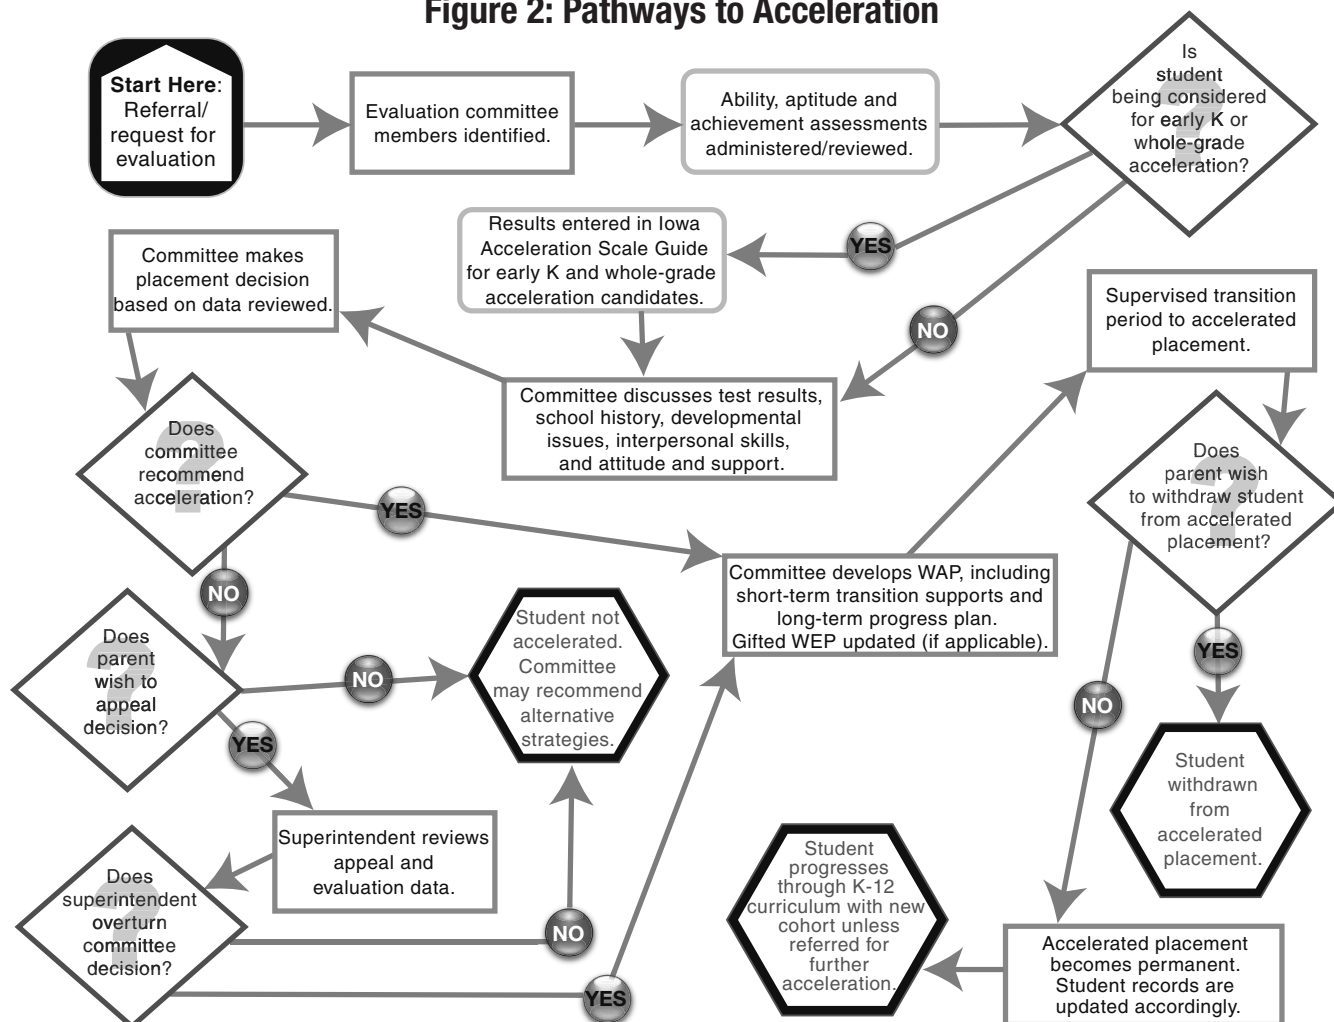 Figure 2: Pathways to Acceleration
Start Here:
Referral/
request for
evaluation
Evaluation committee
members identified.
Ability, aptitude and
achievement assessments
administered/reviewed.
Is
student
being considered
for early K or
whole-grade
acceleration?
YES
NO
Results entered in Iowa
Acceleration Scale Guide
for early K and whole-grade
acceleration candidates.
Committee discusses test results,
school history, developmental
issues, interpersonal skills,
and attitude and support.
Committee makes
placement decision
based on data reviewed.
Does
committee
recommend
acceleration?
YES
NO
Does
parent
wish to
appeal
decision?
NO
YES
Student not
accelerated.
Committee
may recommend
alternative
strategies.
Superintendent reviews
appeal and
evaluation data.
Does
superintendent
overturn
committee
decision?
NO
YES
Committee develops WAP, including
short-term transition supports and
long-term progress plan.
Gifted WEP updated (if applicable).
Supervised transition
period to accelerated
placement.
Does
parent wish
to withdraw student
from accelerated
placement?
YES
NO
Student
withdrawn
from
accelerated
placement.
Accelerated placement
becomes permanent.
Student records are
updated accordingly.
Student
progresses
through K-12
curriculum with new
cohort unless
referred for
further
acceleration.